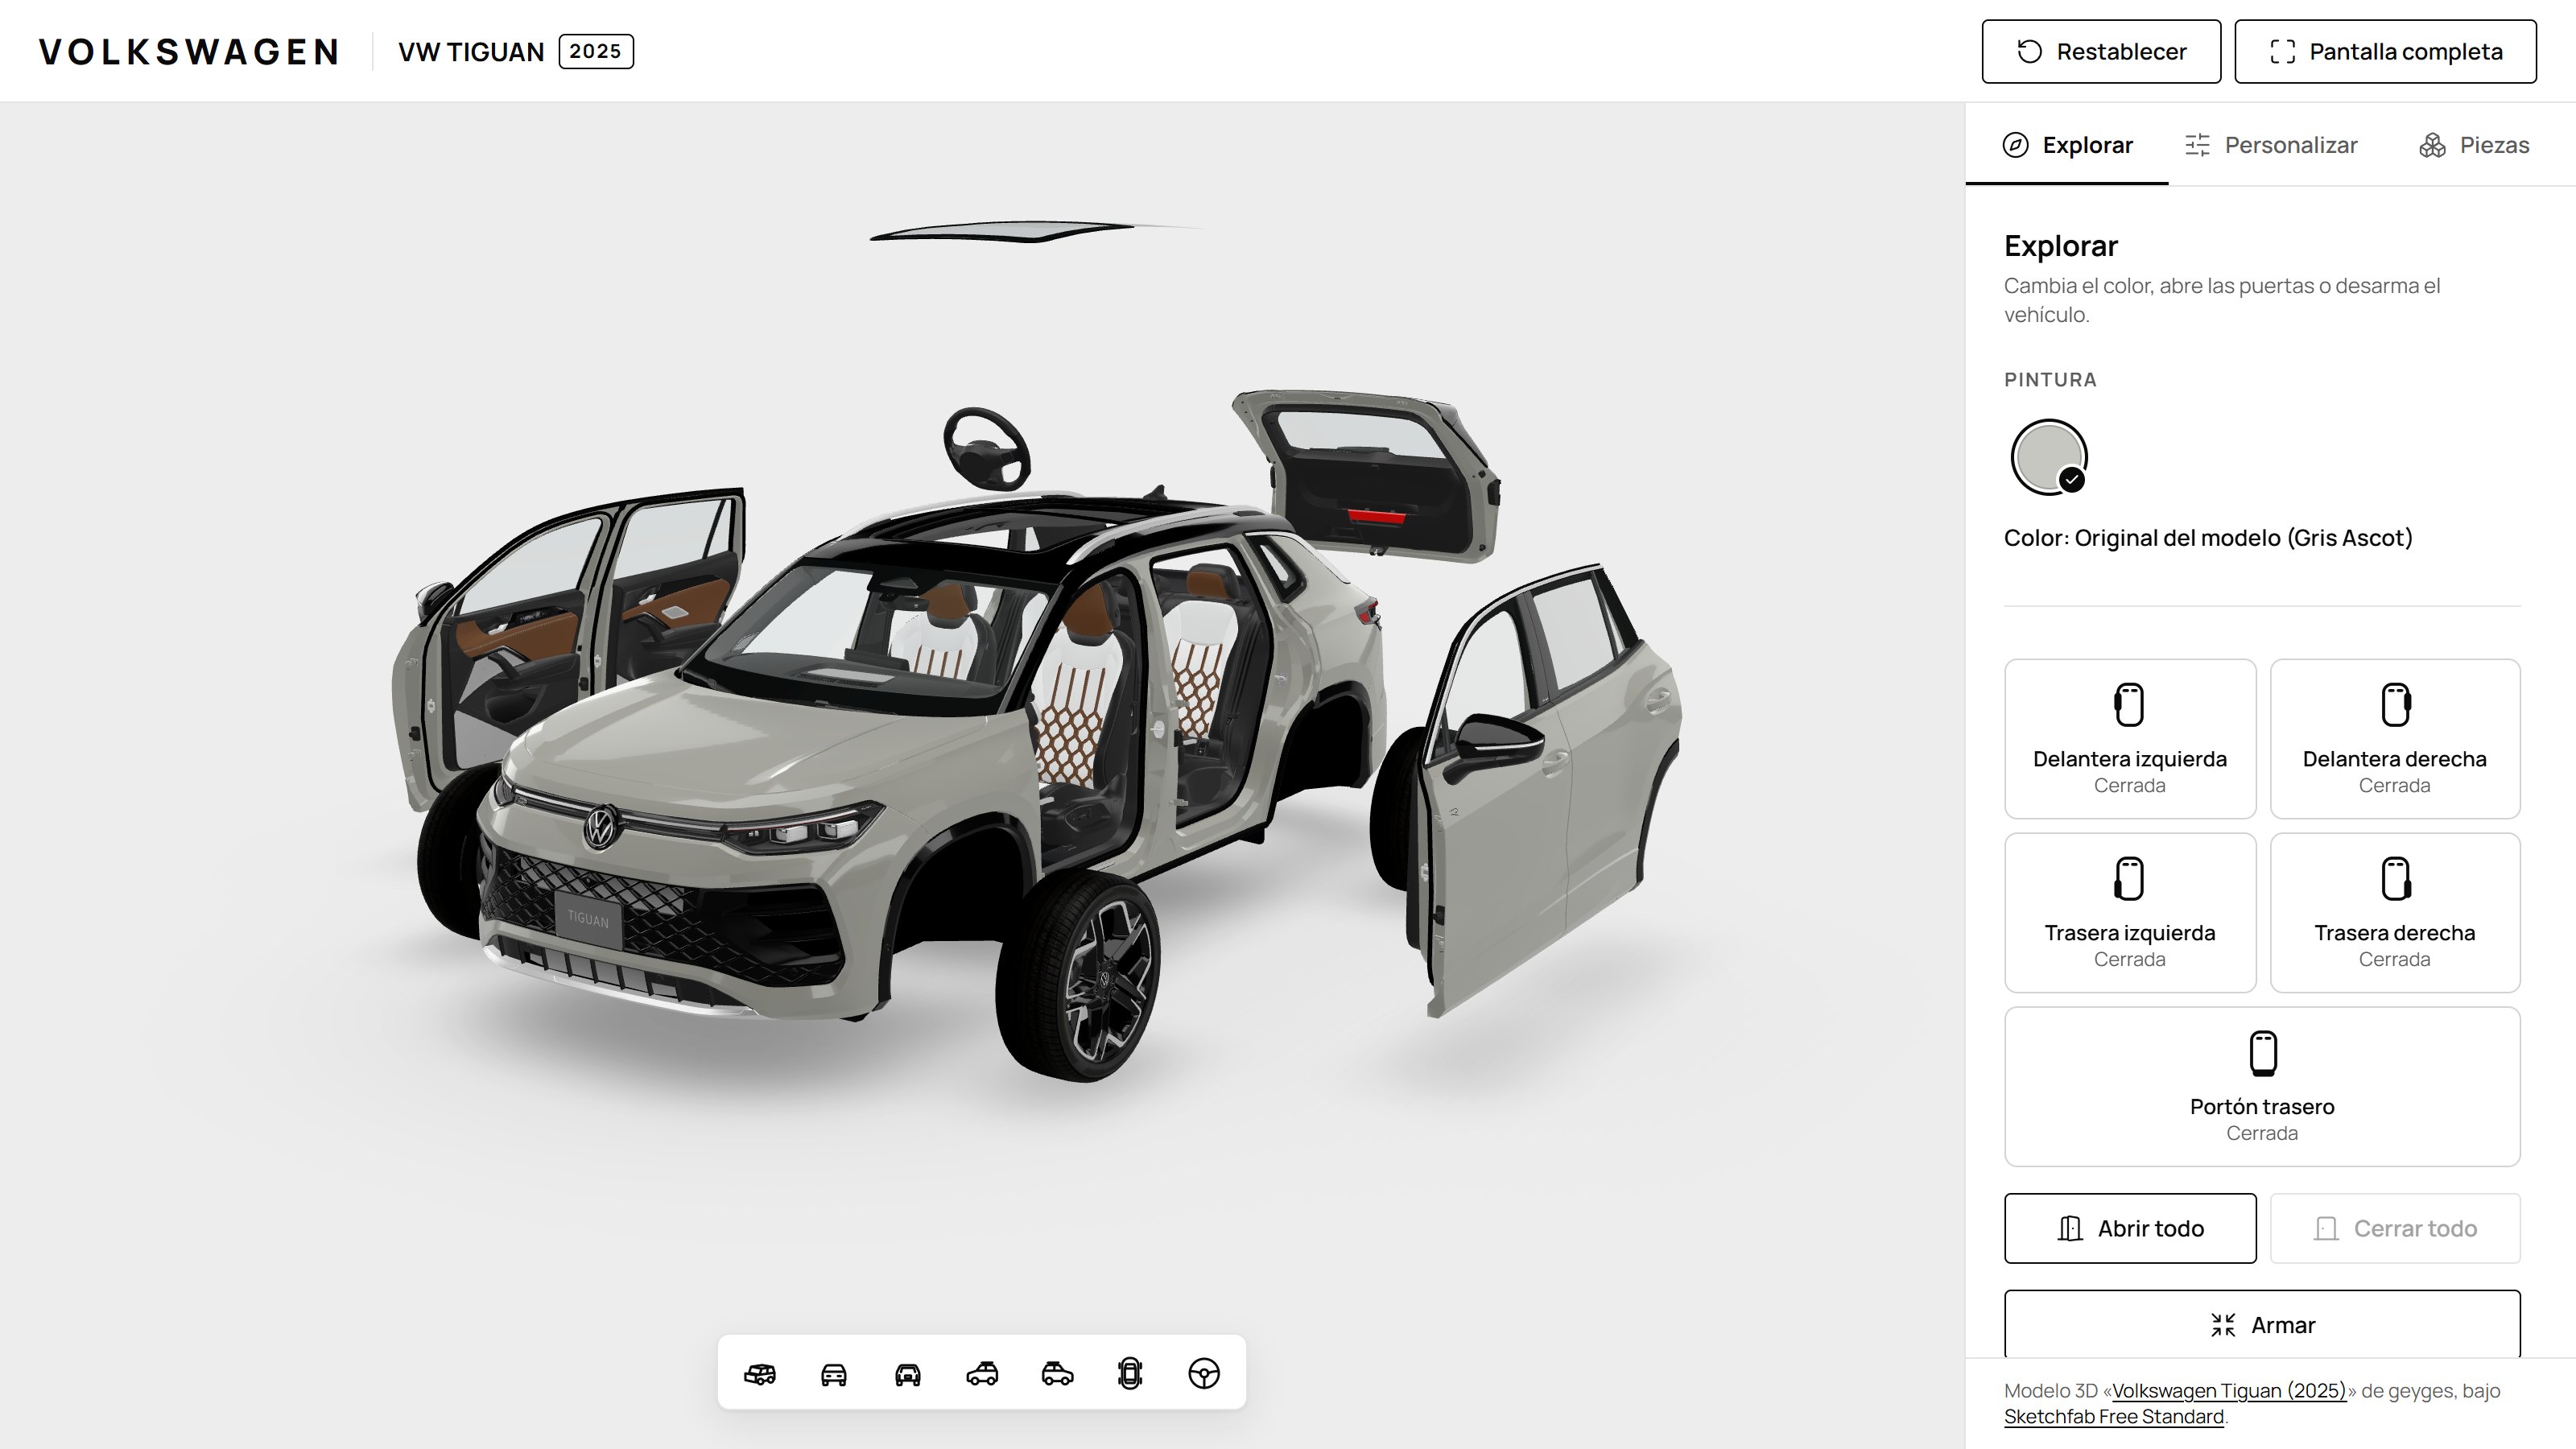 VOLKSWAGEN
VW TIGUAN 2025
Restablecer
Pantalla completa
Explorar
Personalizar
Piezas
Explorar
Cambia el color, abre las puertas o desarma el
vehículo.
PINTURA
Color: Original del modelo (Gris Ascot)
Delantera izquierda
Cerrada
Delantera derecha
Cerrada
Trasera izquierda
Cerrada
Trasera derecha
Cerrada
Portón trasero
Cerrada
Abrir todo
Cerrar todo
Armar
Modelo 3D «Volkswagen Tiguan (2025)» de geyges, bajo
Sketchfab Free Standard.
TIGUAN